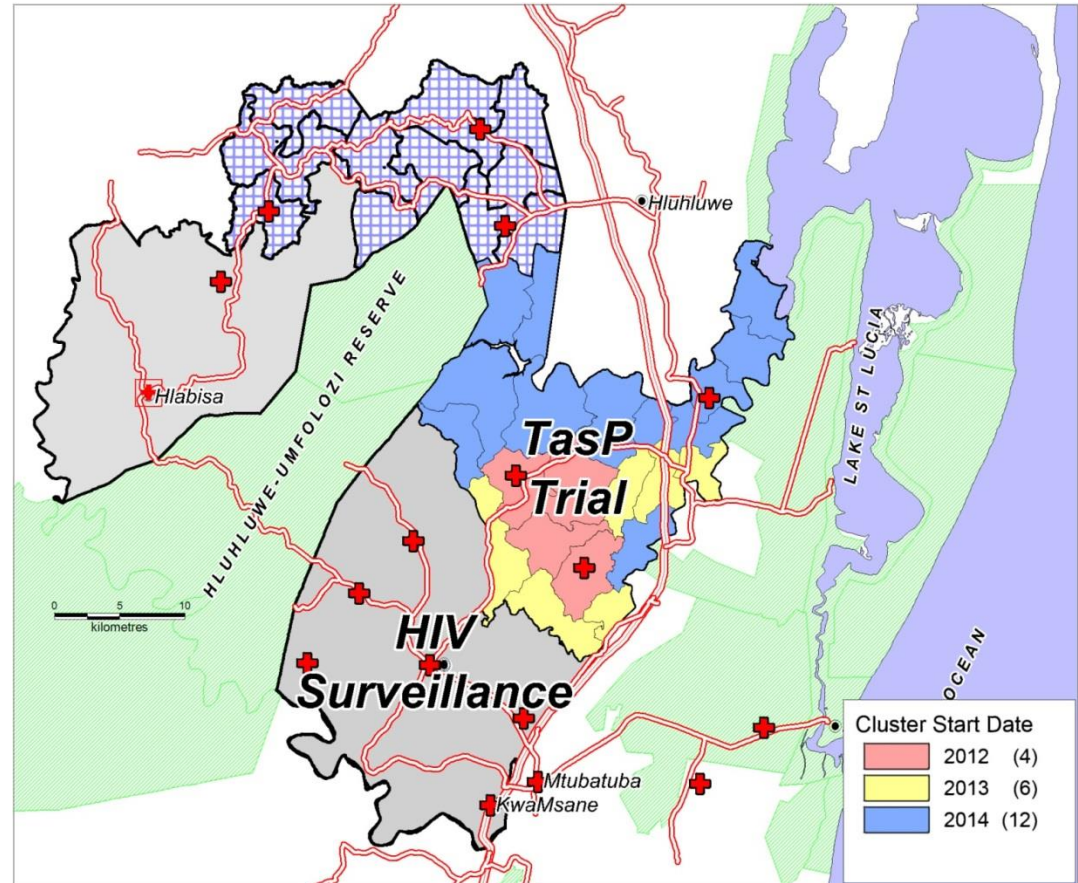 Hluhluwe
HLUHLUWE-UMFOLOZI RESERVE
LAKE ST LUCIA
Hlabisa
TasP
Trial
0 5 10
kilometres
HIV
Surveillance
OCEAN
Mtubatuba
KwaMsane
Cluster Start Date
2012 (4)
2013 (6)
2014 (12)